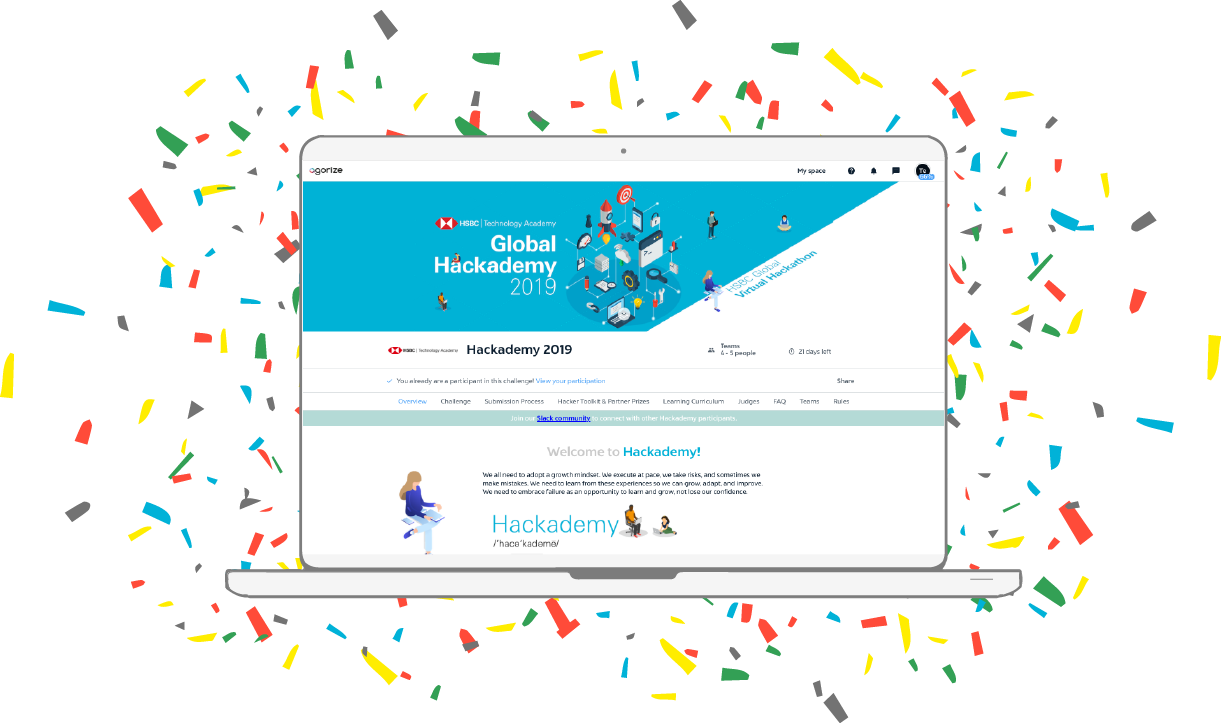 agorize
My space
HSBC | Technology Academy
Global
Hackademy
2019
HSBC Global
Virtual Hackathon
HSBC | Technology Academy
Hackademy 2019
Teams
4 - 5 people
21 days left
You already are a participant in this challenge! View your participation
Share
Overview Challenge Submission Process Hacker Toolkit & Partner Prizes Learning Curriculum Judges FAQ Teams Rules
Join our Slack community to connect with other Hackademy participants.
Welcome to Hackademy!
We all need to adopt a growth mindset. We execute at pace, we take risks, and sometimes we
make mistakes. We need to learn from these experiences so we can grow, adapt, and improve.
We need to embrace failure as an opportunity to learn and grow, not lose our confidence.
Hackademy
/'hace'kademē/